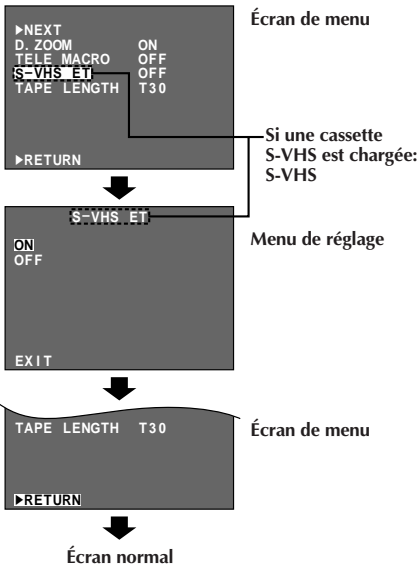 Écran de menu
▶NEXT
D. ZOOM ON
TELE MACRO OFF
S-VHS ET OFF
TAPE LENGTH T30
▶RETURN
Si une cassette
S-VHS est chargée:
S-VHS
S-VHS ET
Menu de réglage
ON
OFF
EXIT
TAPE LENGTH T30
Écran de menu
▶RETURN
Écran normal